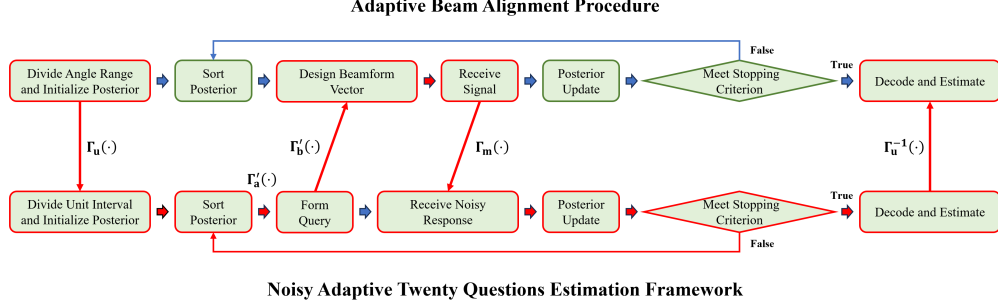 Adaptive Beam Alignment Procedure
False
True
Divide Angle Range
and Initialize Posterior
Sort
Posterior
Design Beamform
Vector
Receive
Signal
Posterior
Update
Meet Stopping
Criterion
Decode and Estimate
Γu(·)
Γ′b(·)
Γm(·)
Γu⁻¹(·)
Γ′a(·)
Divide Unit Interval
and Initialize Posterior
Sort
Posterior
Form
Query
Receive Noisy
Response
Posterior
Update
Meet Stopping
Criterion
True
Decode and Estimate
False
Noisy Adaptive Twenty Questions Estimation Framework